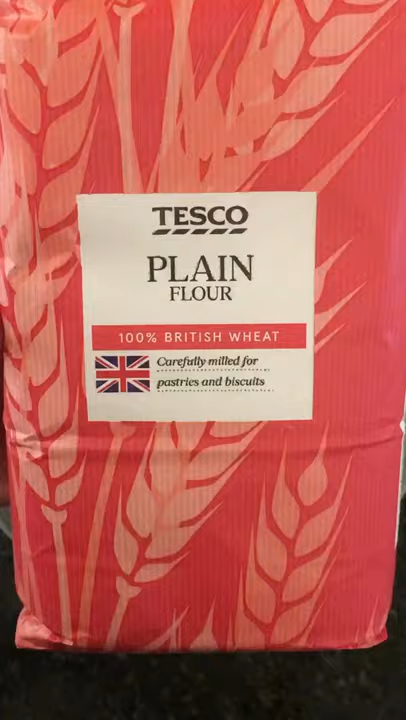 TESCO
PLAIN
FLOUR
100% BRITISH WHEAT
Carefully milled for
pastries and biscuits